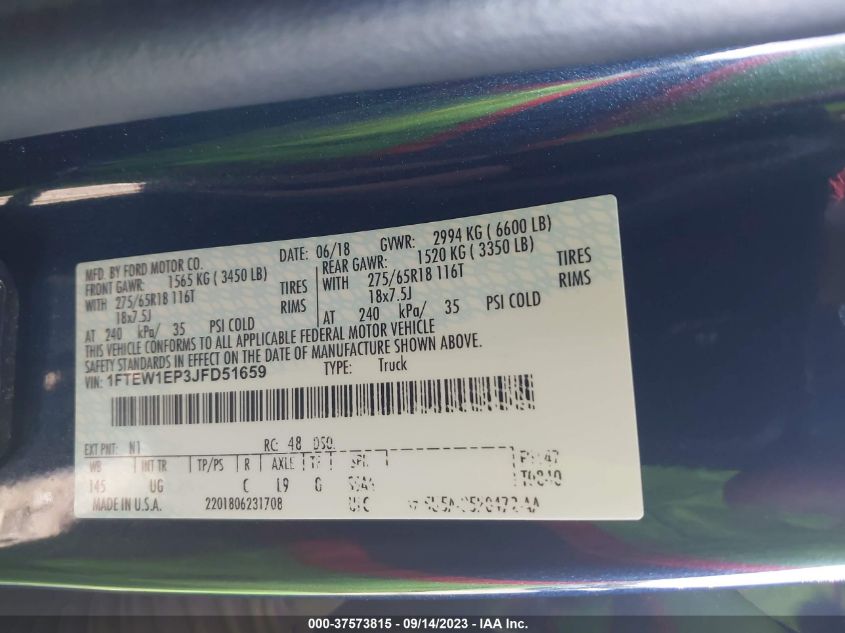 MFD. BY FORD MOTOR CO.
DATE: 06/18 GVWR: 2994 KG ( 6600 LB)
FRONT GAWR: 1565 KG ( 3450 LB)
WITH 275/65R18 116T TIRES
18x7.5J RIMS
AT 240 kPa/ 35 PSI COLD
REAR GAWR: 1520 KG ( 3350 LB)
WITH 275/65R18 116T TIRES
18x7.5J RIMS
AT 240 kPa/ 35 PSI COLD
THIS VEHICLE CONFORMS TO ALL APPLICABLE FEDERAL MOTOR VEHICLE
SAFETY STANDARDS IN EFFECT ON THE DATE OF MANUFACTURE SHOWN ABOVE.
VIN: 1FTEW1EP3JFD51659 TYPE: Truck
EXT PNT: N1 RC: 48 DSO:
WB INT TR TP/PS R AXLE
145 UG C L9
MADE IN U.S.A. 2201806231708
000-37573815 - 09/14/2023 - IAA Inc.